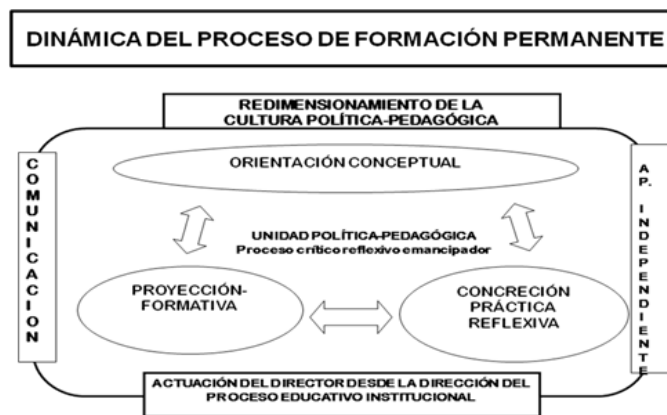 DINÁMICA DEL PROCESO DE FORMACIÓN PERMANENTE
REDIMENSIONAMIENTO DE LA
CULTURA POLÍTICA-PEDAGÓGICA
ORIENTACIÓN CONCEPTUAL
COMUNICACION
UNIDAD POLÍTICA-PEDAGÓGICA
Proceso crítico reflexivo emancipador
PROYECCIÓN-
FORMATIVA
CONCRECIÓN
PRÁCTICA
REFLEXIVA
AP. INDEPENDIENTE
ACTUACIÓN DEL DIRECTOR DESDE LA DIRECCIÓN DEL
PROCESO EDUCATIVO INSTITUCIONAL